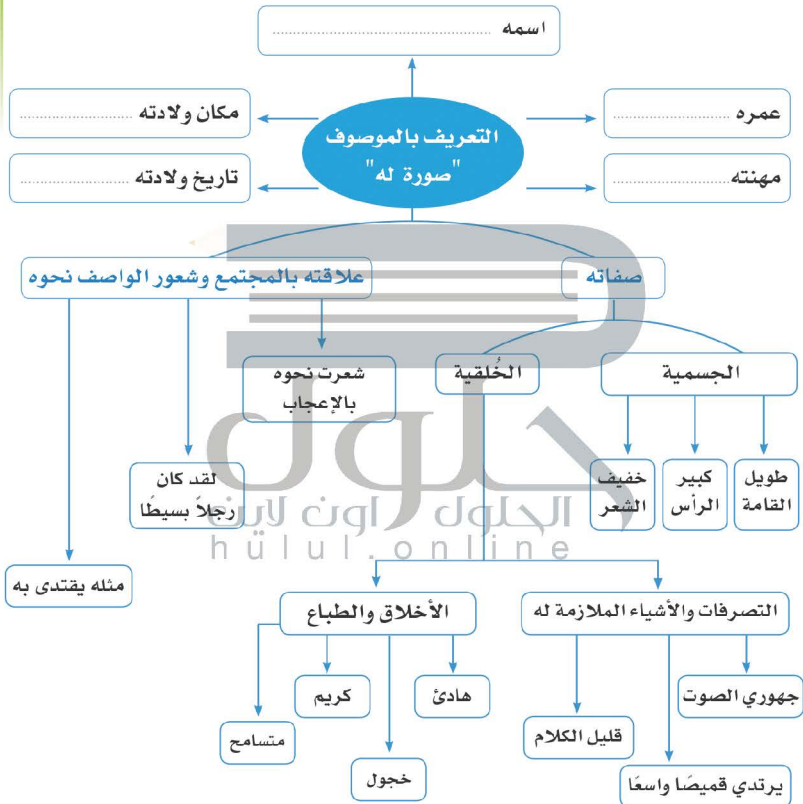 اسمه ................................................
عمره ..........................
مكان ولادته ..........................
التعريف بالموصوف
"صورة له"
مهنته ..........................
تاريخ ولادته ..........................
صفاته
علاقته بالمجتمع وشعور الواصف نحوه
الجسمية
الخُلقية
شعرت نحوه
بالإعجاب
طويل
القامة
كبير
الرأس
خفيف
الشعر
لقد كان
رجلاً بسيطًا
حلول
الحلول اون لاين
hülul.online
مثله يقتدى به
التصرفات والأشياء الملازمة له
الأخلاق والطباع
جهوري الصوت
هادئ
كريم
قليل الكلام
متسامح
يرتدي قميصًا واسعًا
خجول